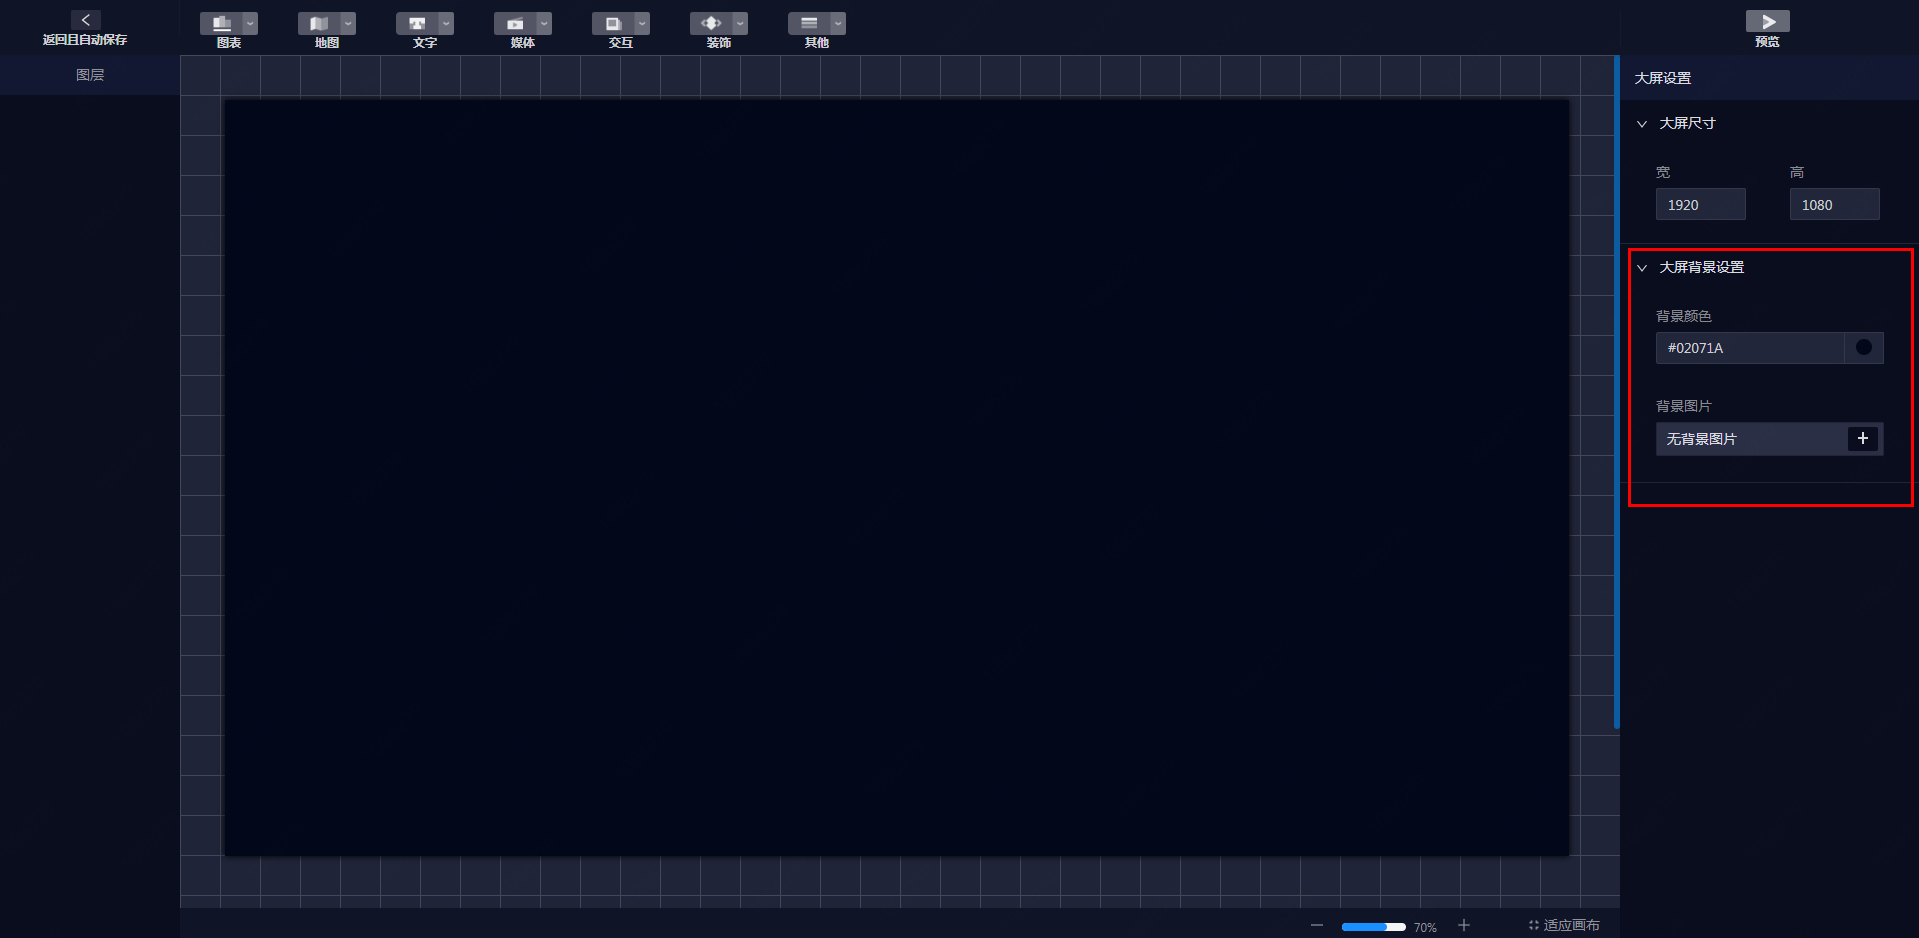 返回且自动保存
图表
地图
文字
媒体
交互
装饰
其他
预览
图层
大屏设置
大屏尺寸
宽
高
1920
1080
大屏背景设置
背景颜色
#02071A
背景图片
无背景图片
70%
适应画布